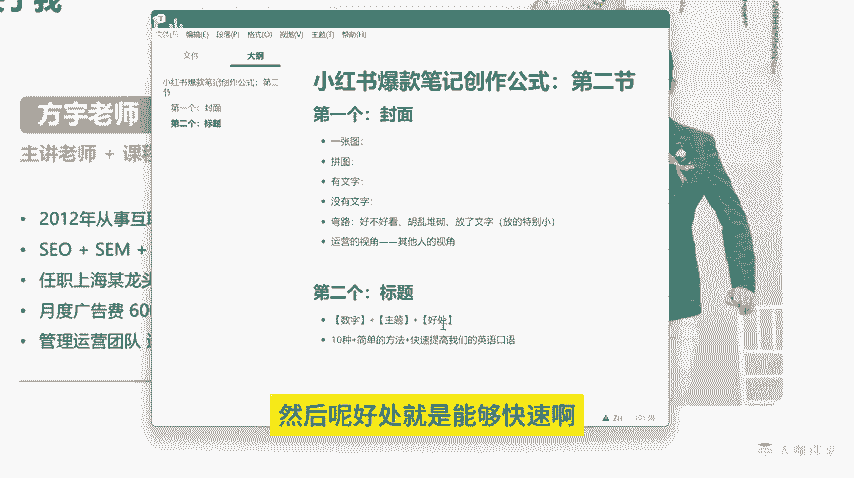 方宇老师
主讲老师 + 课程
2012年从事互联
SEO + SEM +
任职上海某龙头
月度广告费 600
管理运营团队
编辑(E) 段落(P) 格式(O) 视图(V) 主题(T) 帮助(H)
文件 大纲
小红书爆款笔记创作公式：第二节
第一个：封面
第二个：标题
小红书爆款笔记创作公式：第二节
第一个：封面
一张图：
拼图：
有文字：
没有文字：
弯路：好不好看、胡乱堆砌、放了文字（放的特别小）
运营的视角——其他人的视角
第二个：标题
【数字】+【主题】+【好处】
10种+简单的方法+快速提高我们的英语口语
然后呢好处就是能够快速啊